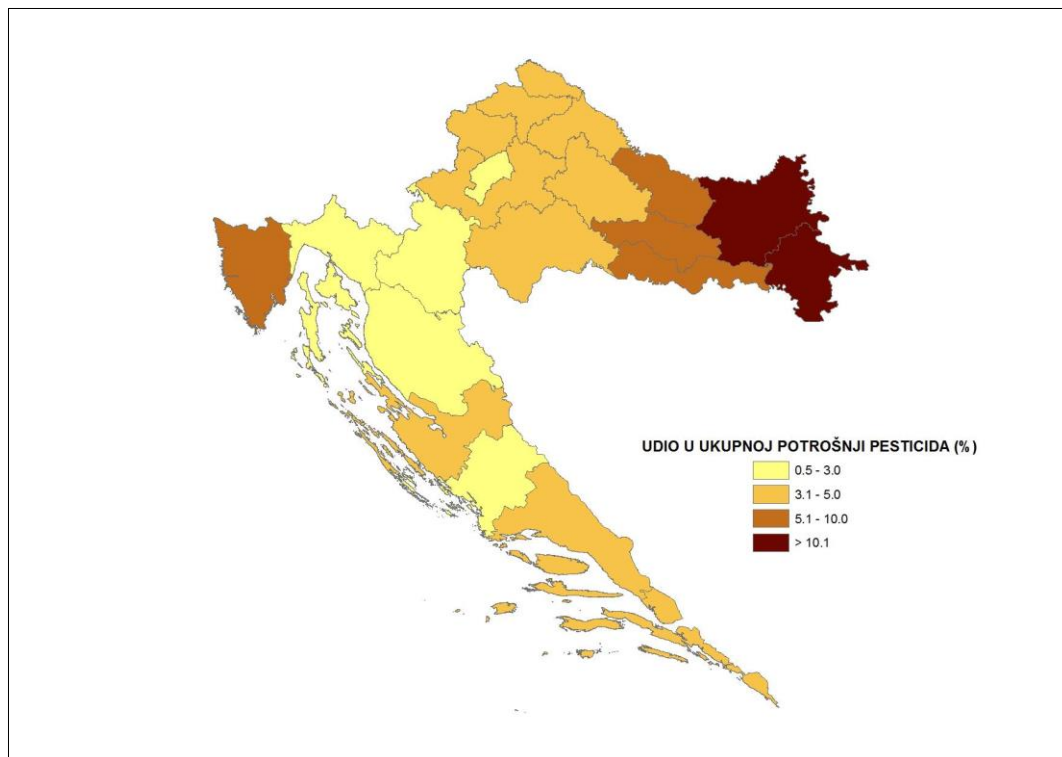 UDIO U UKUPNOJ POTROŠNJI PESTICIDA (%)
0.5 - 3.0
3.1 - 5.0
5.1 - 10.0
> 10.1